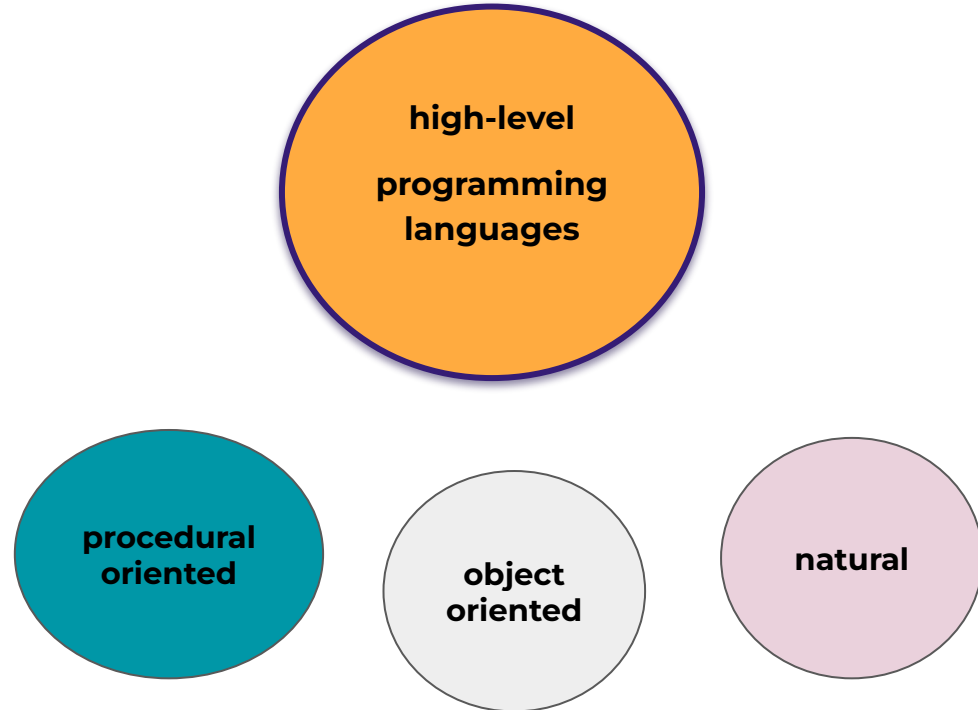 high-level
programming
languages
procedural
oriented
object
oriented
natural